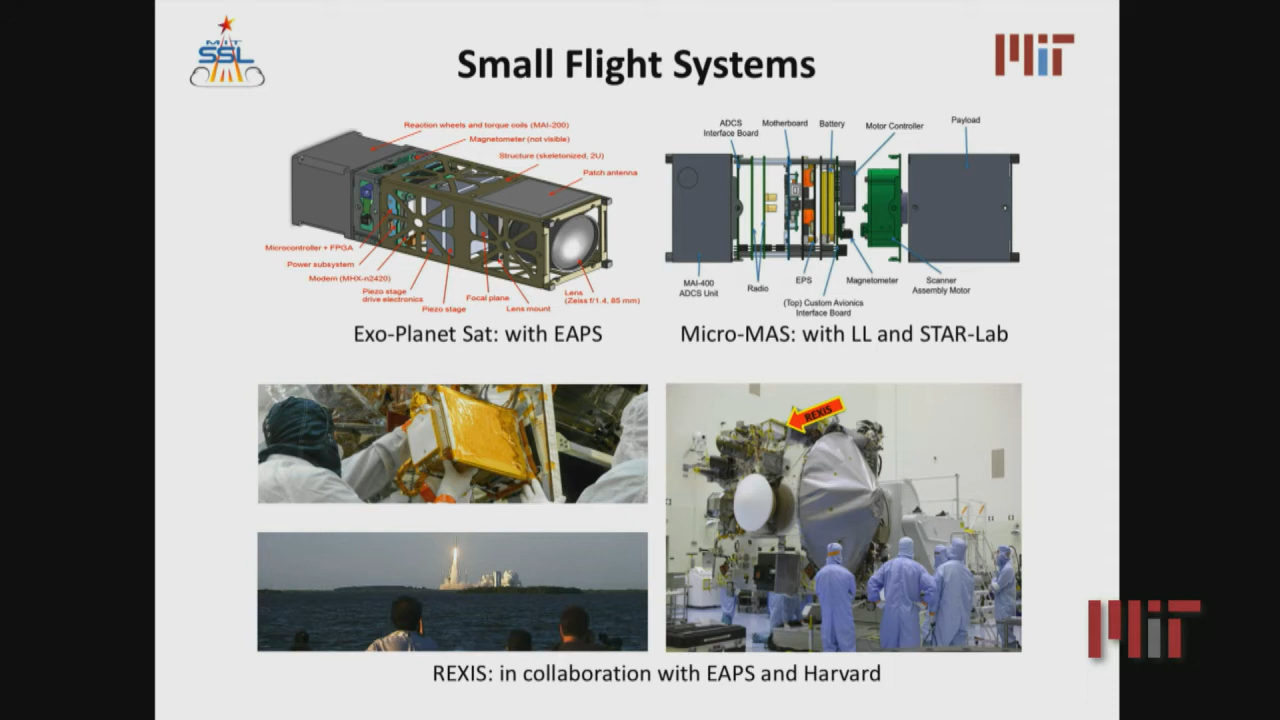 MIT
SSL
Small Flight Systems
MiT
Reaction wheels and torque coils (MAI-200)
Magnetometer (not visible)
Structure (skeletonized, 2U)
Patch antenna
Microcontroller + FPGA
Power subsystem
Modem (MHX-n2420)
Piezo stage
drive electronics
Piezo stage
Focal plane
Lens mount
Lens
(Zeiss f/1.4, 85 mm)
ADCS
Interface Board
Motherboard
Battery
Motor Controller
Payload
MAI-400
ADCS Unit
Radio
EPS
(Top) Custom Avionics
Interface Board
Magnetometer
Scanner
Assembly Motor
Exo-Planet Sat: with EAPS
Micro-MAS: with LL and STAR-Lab
REXIS
REXIS: in collaboration with EAPS and Harvard
MiT